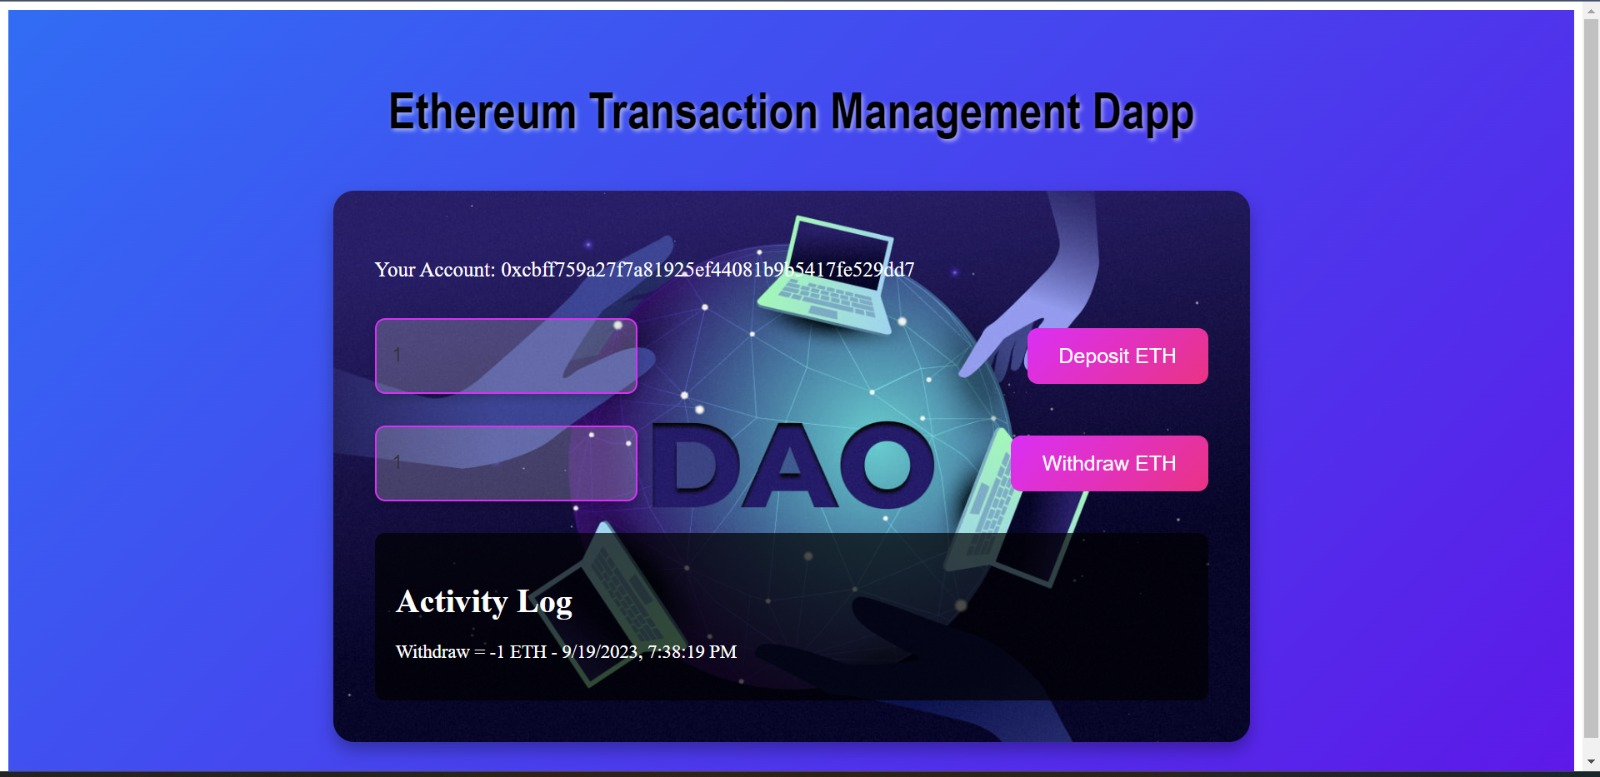 Ethereum Transaction Management Dapp
Your Account: 0xcbff759a27f7a81925ef44081b9b5417fe529dd7
1
Deposit ETH
1
Withdraw ETH
DAO
Activity Log
Withdraw = -1 ETH - 9/19/2023, 7:38:19 PM